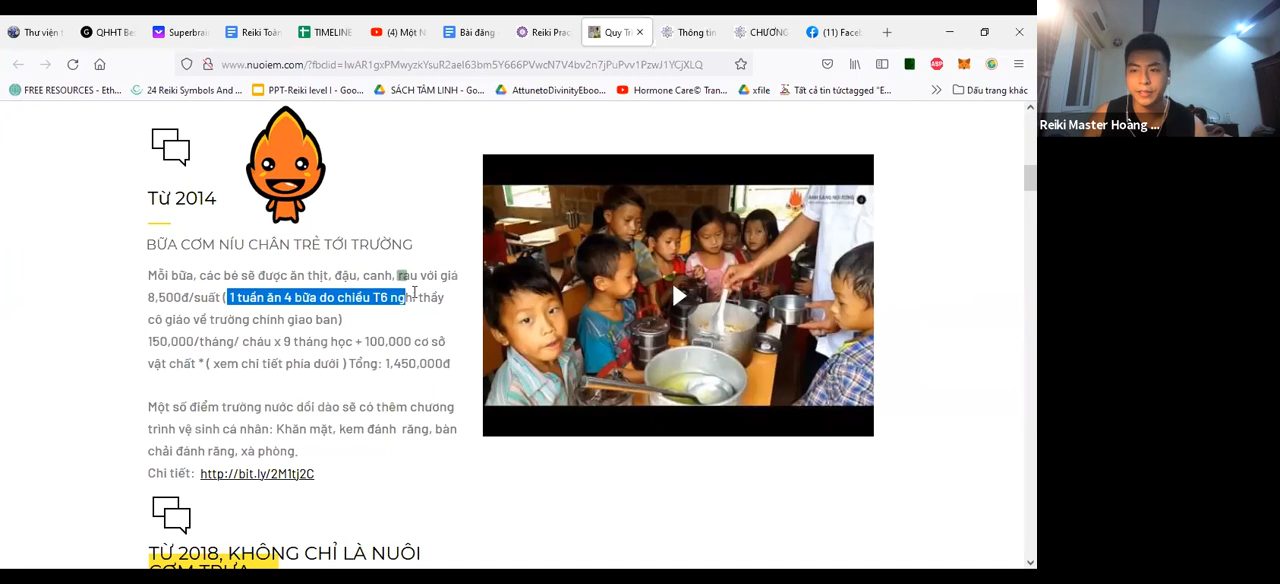 Thư viện t
QHHT Be
Superbrai
Reiki Toàn
TIMELINE
(4) Một N
Bài đăng
Reiki Prac
Quy Tr
Thông tin
CHƯƠNG
(11) Faceb
www.nuoiem.com/?fbclid=IwAR1gxPMwyzkYsuR2aeI63bm5Y666PVwcN7V4bv2n7jPuPvv1PzwJ1YCjXLQ
FREE RESOURCES - Eth...
24 Reiki Symbols And ...
PPT-Reiki level I - Goo...
SÁCH TÂM LINH - Go...
AttunetoDivinityEboo...
Hormone Care© Tran...
xfile
Tất cả tin tứctagged "E...
Dấu trang khác
Reiki Master Hoàng ...
Từ 2014
BỮA CƠM NÍU CHÂN TRẺ TỚI TRƯỜNG
Mỗi bữa, các bé sẽ được ăn thịt, đậu, canh, rau với giá
8,500đ/suất ( 1 tuần ăn 4 bữa do chiều T6 nghỉ thầy
cô giáo về trường chính giao ban)
150,000/tháng/ cháu x 9 tháng học + 100,000 cơ sở
vật chất * ( xem chi tiết phía dưới ) Tổng: 1,450,000đ
Một số điểm trường nước dồi dào sẽ có thêm chương
trình vệ sinh cá nhân: Khăn mặt, kem đánh răng, bàn
chải đánh răng, xà phòng.
Chi tiết: http://bit.ly/2M1tj2C
TỪ 2018, KHÔNG CHỈ LÀ NUÔI
CƠM TRƯA